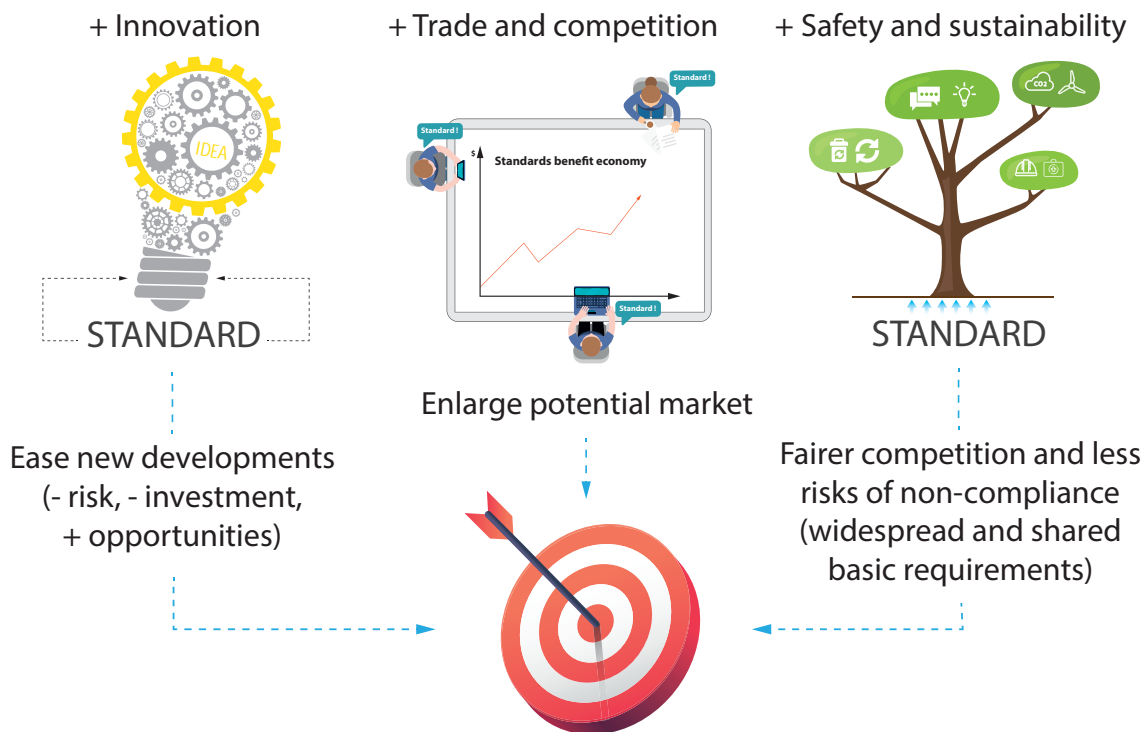 + Innovation
+ Trade and competition
+ Safety and sustainability
IDEA
STANDARD
Standard !
Standard !
$
Standards benefit economy
Standard !
CO2
STANDARD
Enlarge potential market
Ease new developments
(- risk, - investment,
+ opportunities)
Fairer competition and less
risks of non-compliance
(widespread and shared
basic requirements)